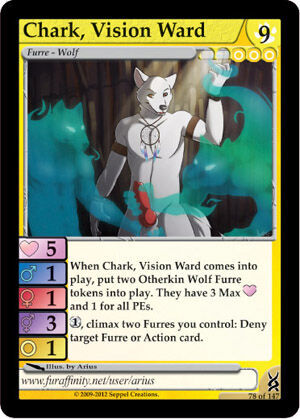 Chark, Vision Ward
9
Furre - Wolf
5
1
1
3
1
When Chark, Vision Ward comes into
play, put two Otherkin Wolf Furre
tokens into play. They have 3 Max
and 1 for all PEs.
1, climax two Furres you control: Deny
target Furre or Action card.
Illus. by Arius
www.furaffinity.net/user/arius
©2009-2012 Seppel Creations.
78 of 147